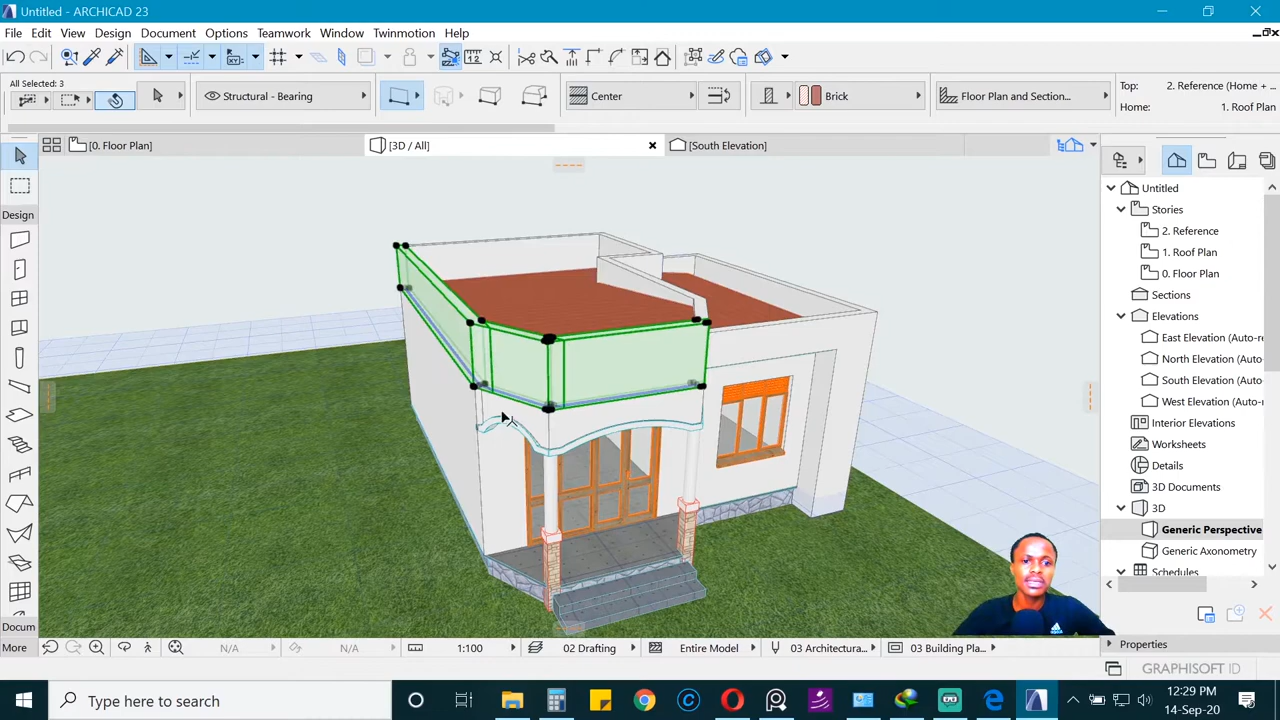 Untitled - ARCHICAD 23
File Edit View Design Document Options Teamwork Window Twinmotion Help
All Selected: 3
Structural - Bearing
Center
Brick
Floor Plan and Section...
Top: 2. Reference (Home + ...
Home: 1. Roof Plan
[0. Floor Plan]
[3D / All]
[South Elevation]
Design
Untitled
Stories
2. Reference
1. Roof Plan
0. Floor Plan
Sections
Elevations
East Elevation (Auto-r
North Elevation (Auto-
South Elevation (Auto-
West Elevation (Auto-r
Interior Elevations
Worksheets
Details
3D Documents
3D
Generic Perspective
Generic Axonometry
Schedules
Docum
More
N/A
N/A
1:100
02 Drafting
Entire Model
03 Architectura...
03 Building Pla...
Properties
GRAPHISOFT ID
Type here to search
12:29 PM
14-Sep-20